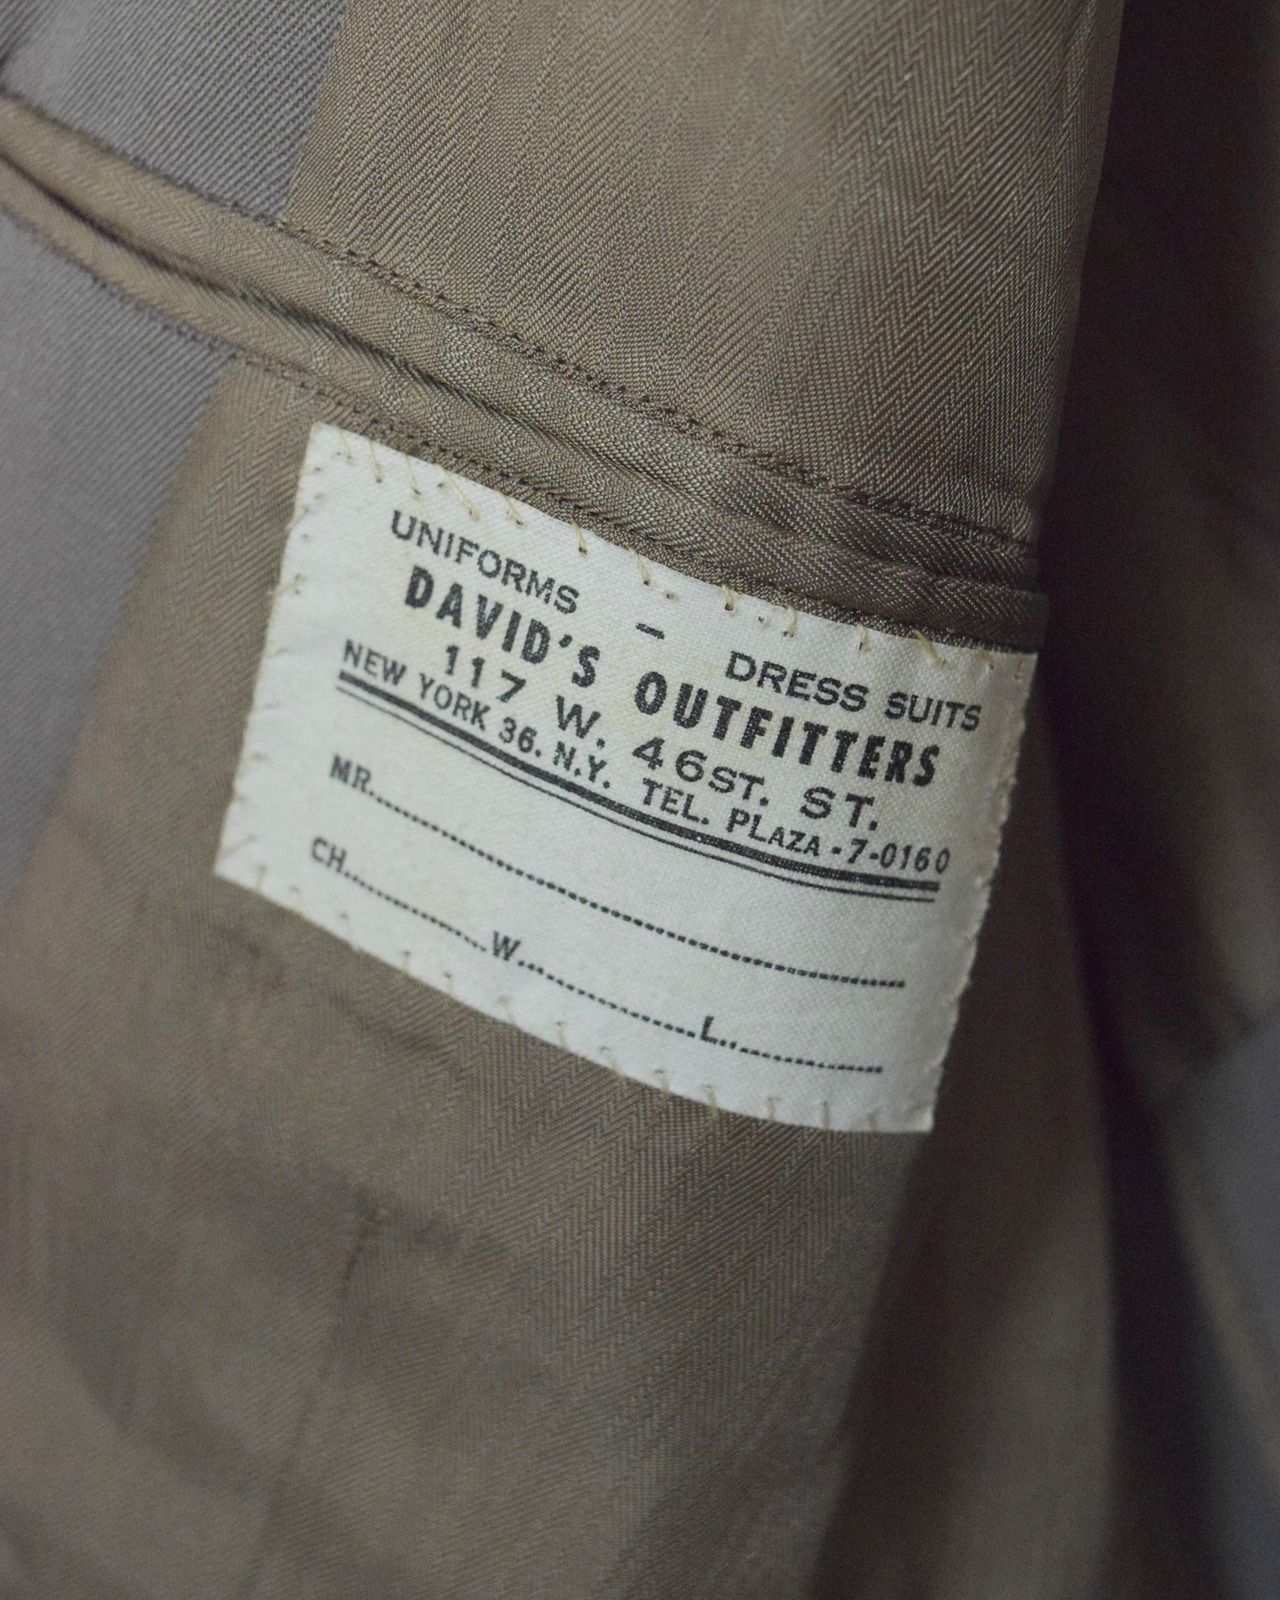 UNIFORMS – DRESS SUITS
DAVID'S OUTFITTERS
117 W. 46ST. ST.
NEW YORK 36. N.Y. TEL. PLAZA-7-0160
MR..........
CH..........W..........L..........